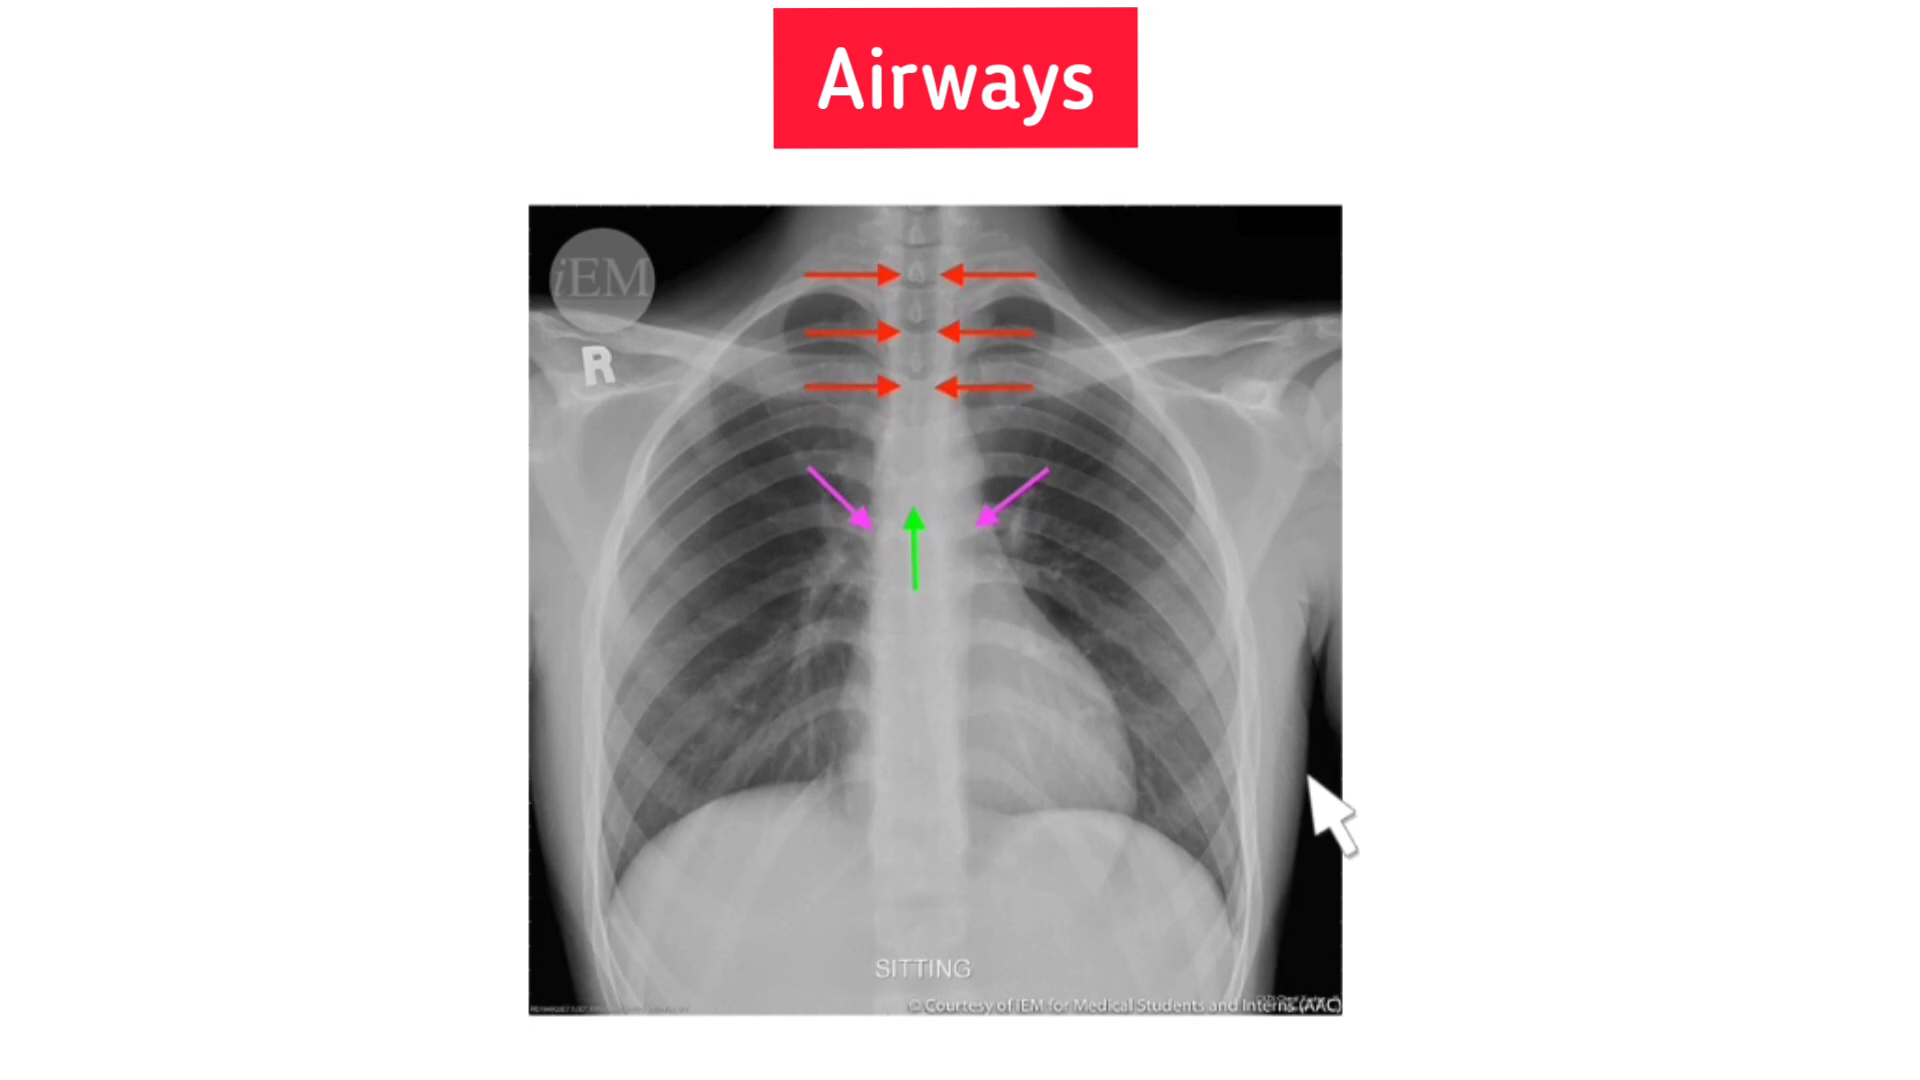 Airways
iEM
R
SITTING
© Courtesy of iEM for Medical Students and Interns (AAC)